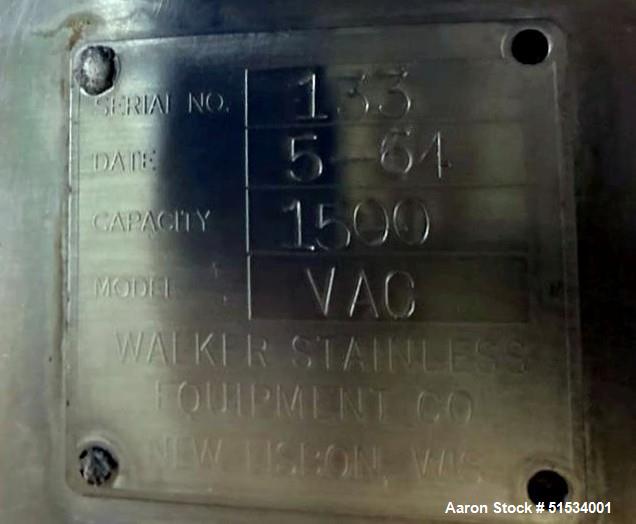 SERIAL NO. 133
DATE 5-64
CAPACITY 1500
MODEL VAC
WALKER STAINLESS
EQUIPMENT CO
NEW LISBON, WIS
Aaron Stock # 51534001